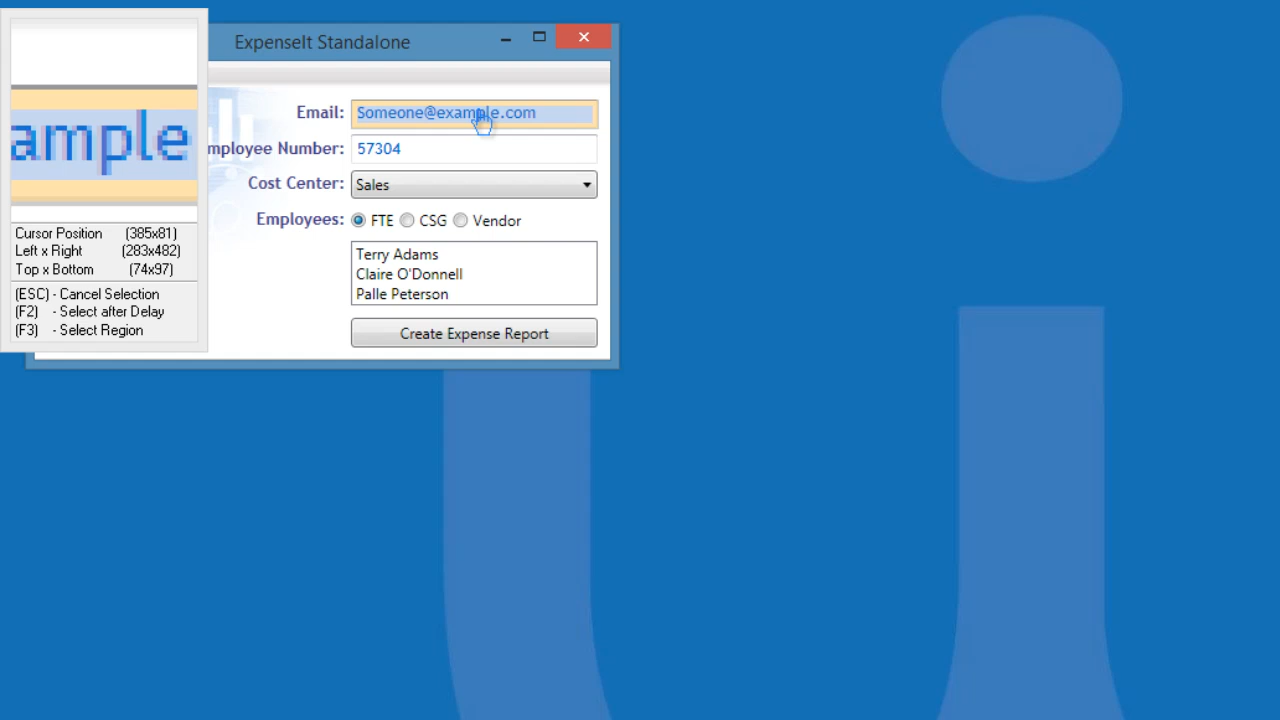 ExpenseIt Standalone
ample
Email: Someone@example.com
mployee Number: 57304
Cost Center: Sales
Employees: FTE CSG Vendor
Terry Adams
Claire O'Donnell
Palle Peterson
Create Expense Report
Cursor Position (385x81)
Left x Right (283x482)
Top x Bottom (74x97)
(ESC) - Cancel Selection
(F2) - Select after Delay
(F3) - Select Region